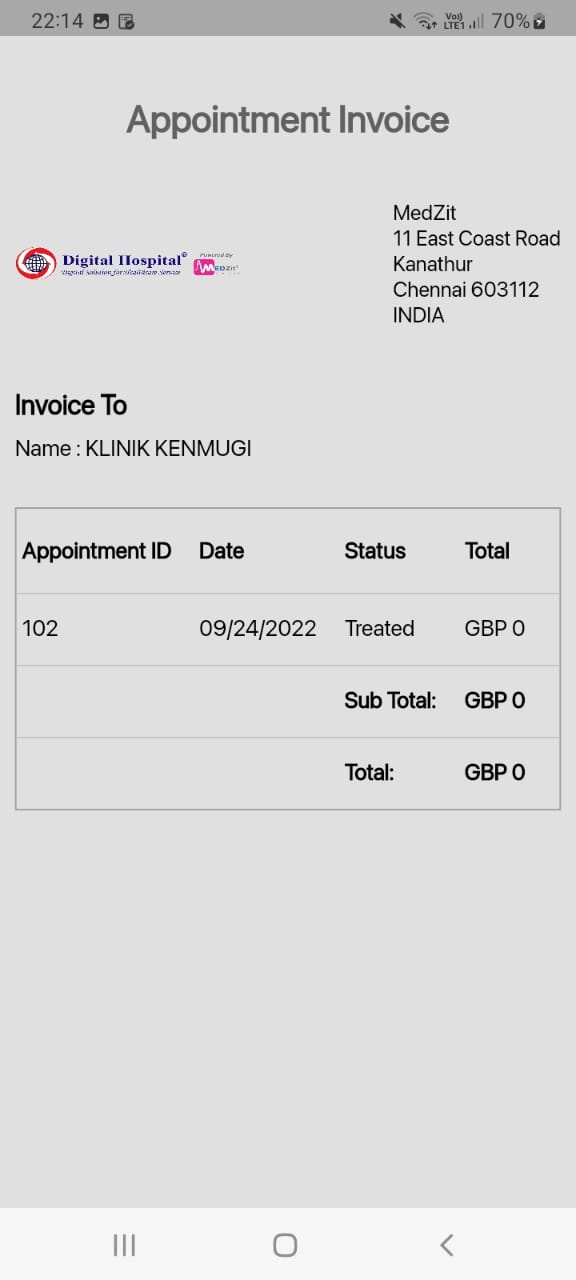 22:14
Vo)) LTE1 70%
Appointment Invoice
MedZit
11 East Coast Road
Kanathur
Chennai 603112
INDIA
Digital Hospital®
Digital Solution for Healthcare Service
Powered By
MEDZit
Invoice To
Name : KLINIK KENMUGI
Appointment ID Date Status Total
102 09/24/2022 Treated GBP 0
Sub Total: GBP 0
Total: GBP 0